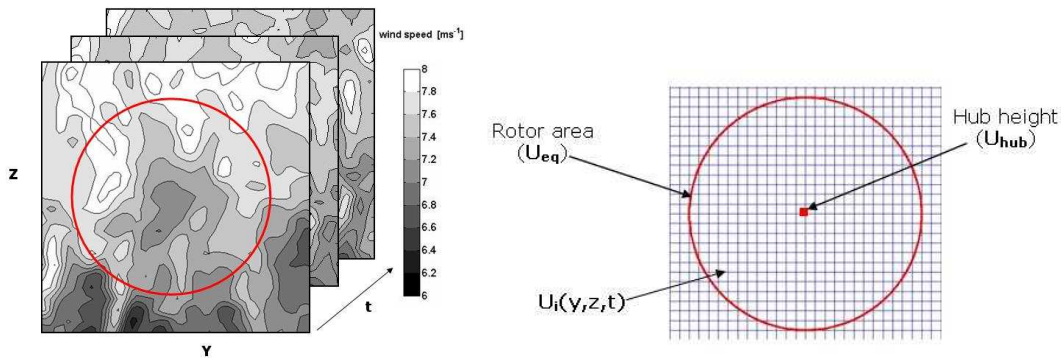 wind speed [ms⁻¹]
8
7.8
7.6
7.4
7.2
7
6.8
6.6
6.4
6.2
6
Z
Y
t
Rotor area
(Ueq)
Hub height
(Uhub)
Ui(y,z,t)